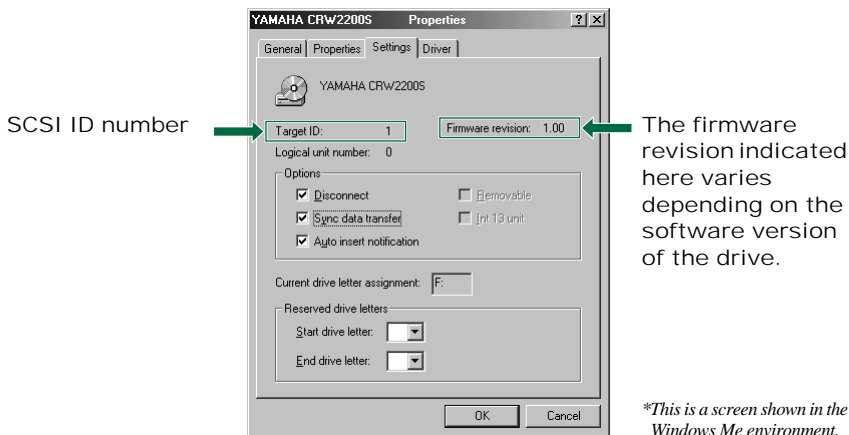 YAMAHA CRW2200S Properties
General Properties Settings Driver
YAMAHA CRW2200S
SCSI ID number
Target ID: 1 Firmware revision: 1.00
Logical unit number: 0
Options
Disconnect Removable
Sync data transfer Int 13 unit
Auto insert notification
Current drive letter assignment: F:
Reserved drive letters
Start drive letter:
End drive letter:
OK Cancel
The firmware
revision indicated
here varies
depending on the
software version
of the drive.
*This is a screen shown in the
Windows Me environment.